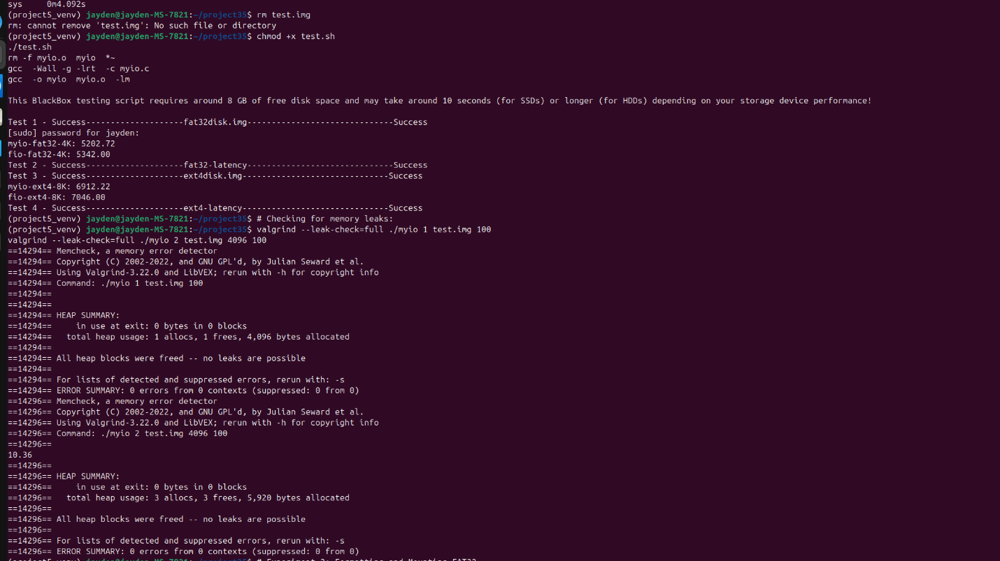 sys     0m4.092s
(project5_venv) jayden@jayden-MS-7821:~/project35$ rm test.img
rm: cannot remove 'test.img': No such file or directory
(project5_venv) jayden@jayden-MS-7821:~/project35$ chmod +x test.sh
./test.sh
rm -f myio.o  myio  *~
gcc  -Wall -g -lrt  -c myio.c
gcc  -o myio  myio.o  -lm
This BlackBox testing script requires around 8 GB of free disk space and may take around 10 seconds (for SSDs) or longer (for HDDs) depending on your storage device performance!
Test 1 - Success--------------------fat32disk.img------------------------------Success
[sudo] password for jayden:
myio-fat32-4K: 5202.72
fio-fat32-4K: 5342.00
Test 2 - Success--------------------fat32-latency------------------------------Success
Test 3 - Success--------------------ext4disk.img------------------------------Success
myio-ext4-8K: 6912.22
fio-ext4-8K: 7046.00
Test 4 - Success--------------------ext4-latency------------------------------Success
(project5_venv) jayden@jayden-MS-7821:~/project35$ # Checking for memory leaks:
(project5_venv) jayden@jayden-MS-7821:~/project35$ valgrind --leak-check=full ./myio 1 test.img 100
valgrind --leak-check=full ./myio 2 test.img 4096 100
==14294== Memcheck, a memory error detector
==14294== Copyright (C) 2002-2022, and GNU GPL'd, by Julian Seward et al.
==14294== Using Valgrind-3.22.0 and LibVEX; rerun with -h for copyright info
==14294== Command: ./myio 1 test.img 100
==14294==
==14294==
==14294== HEAP SUMMARY:
==14294==     in use at exit: 0 bytes in 0 blocks
==14294==   total heap usage: 1 allocs, 1 frees, 4,096 bytes allocated
==14294==
==14294== All heap blocks were freed -- no leaks are possible
==14294==
==14294== For lists of detected and suppressed errors, rerun with: -s
==14294== ERROR SUMMARY: 0 errors from 0 contexts (suppressed: 0 from 0)
==14296== Memcheck, a memory error detector
==14296== Copyright (C) 2002-2022, and GNU GPL'd, by Julian Seward et al.
==14296== Using Valgrind-3.22.0 and LibVEX; rerun with -h for copyright info
==14296== Command: ./myio 2 test.img 4096 100
==14296==
10.36
==14296==
==14296== HEAP SUMMARY:
==14296==     in use at exit: 0 bytes in 0 blocks
==14296==   total heap usage: 3 allocs, 3 frees, 5,920 bytes allocated
==14296==
==14296== All heap blocks were freed -- no leaks are possible
==14296==
==14296== For lists of detected and suppressed errors, rerun with: -s
==14296== ERROR SUMMARY: 0 errors from 0 contexts (suppressed: 0 from 0)